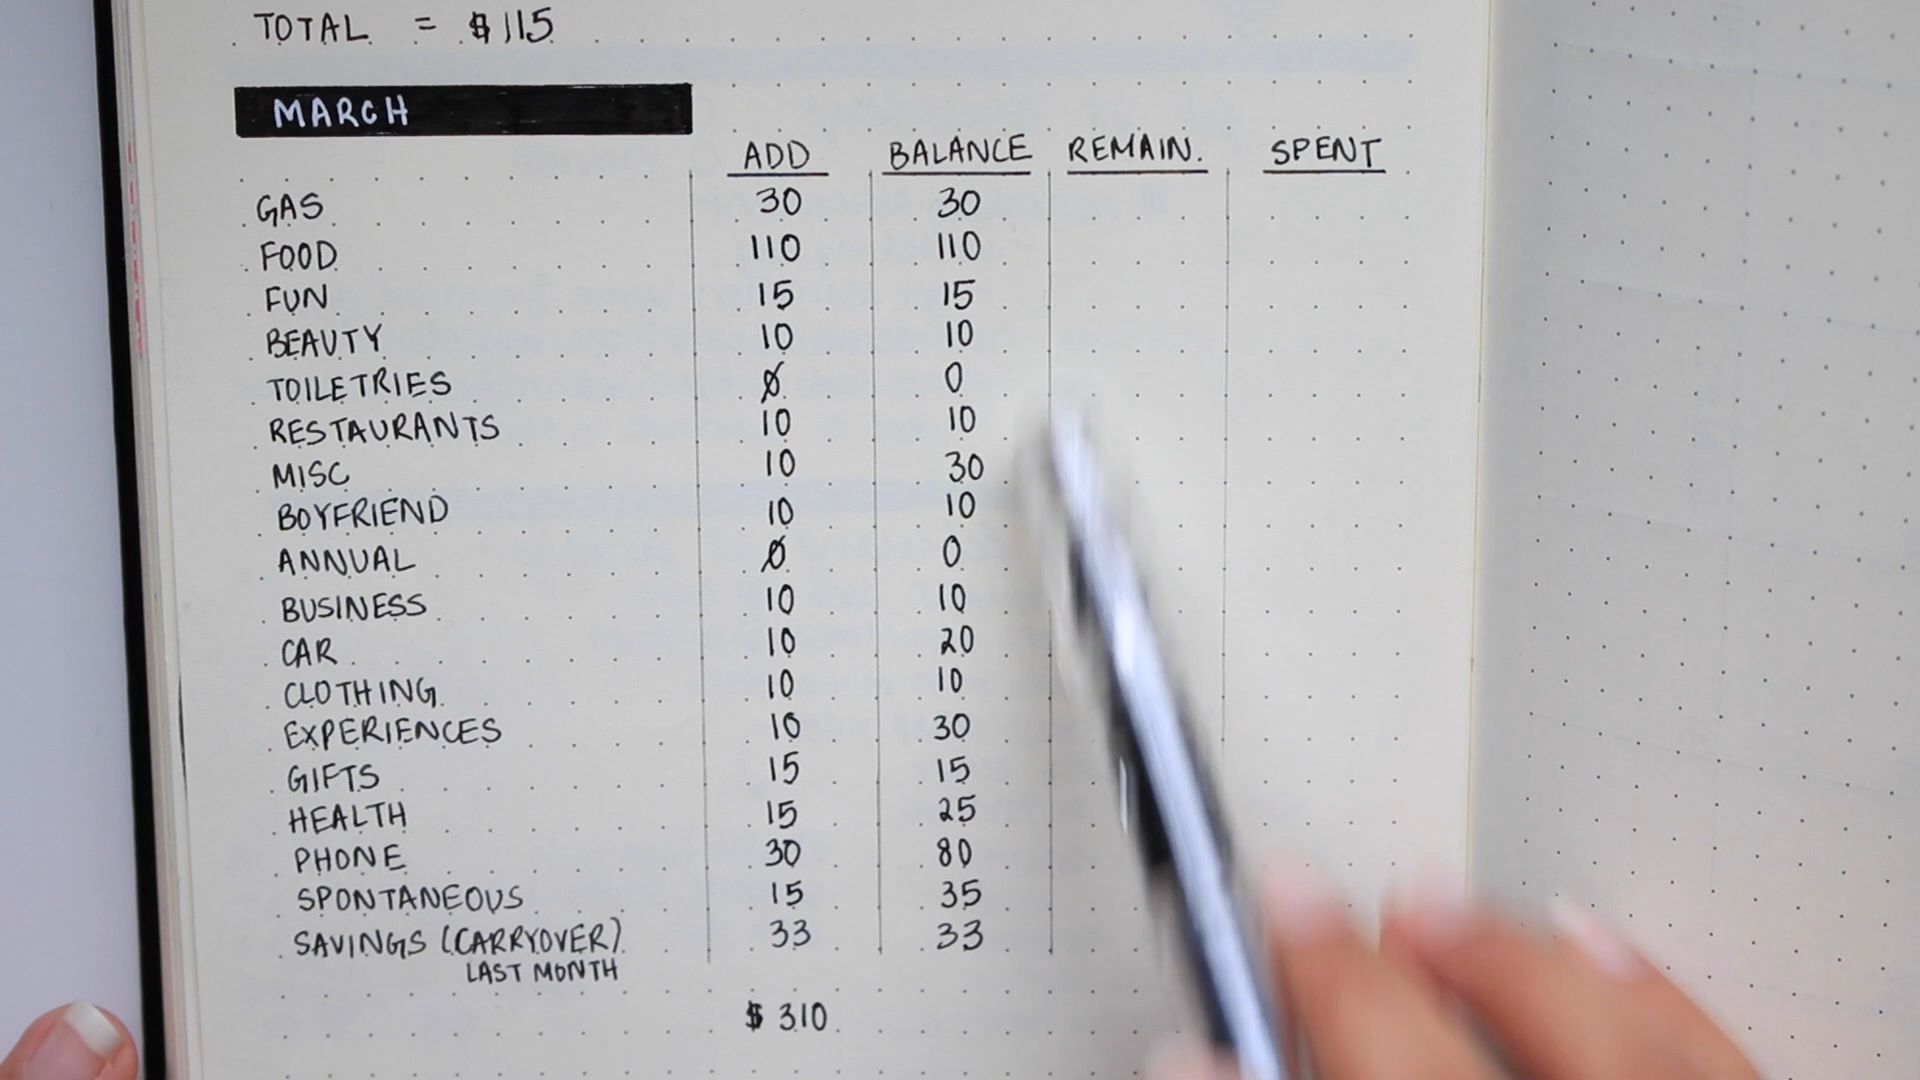 TOTAL = $115
MARCH
ADD BALANCE REMAIN. SPENT
GAS 30 30
FOOD 110 110
FUN 15 15
BEAUTY 10 10
TOILETRIES 0 0
RESTAURANTS 10 10
MISC 10 30
BOYFRIEND 10 10
ANNUAL 0 0
BUSINESS 10 10
CAR 10 20
CLOTHING 10 10
EXPERIENCES 10 30
GIFTS 15 15
HEALTH 15 25
PHONE 30 80
SPONTANEOUS 15 35
SAVINGS (CARRYOVER) 33 33
LAST MONTH
$310